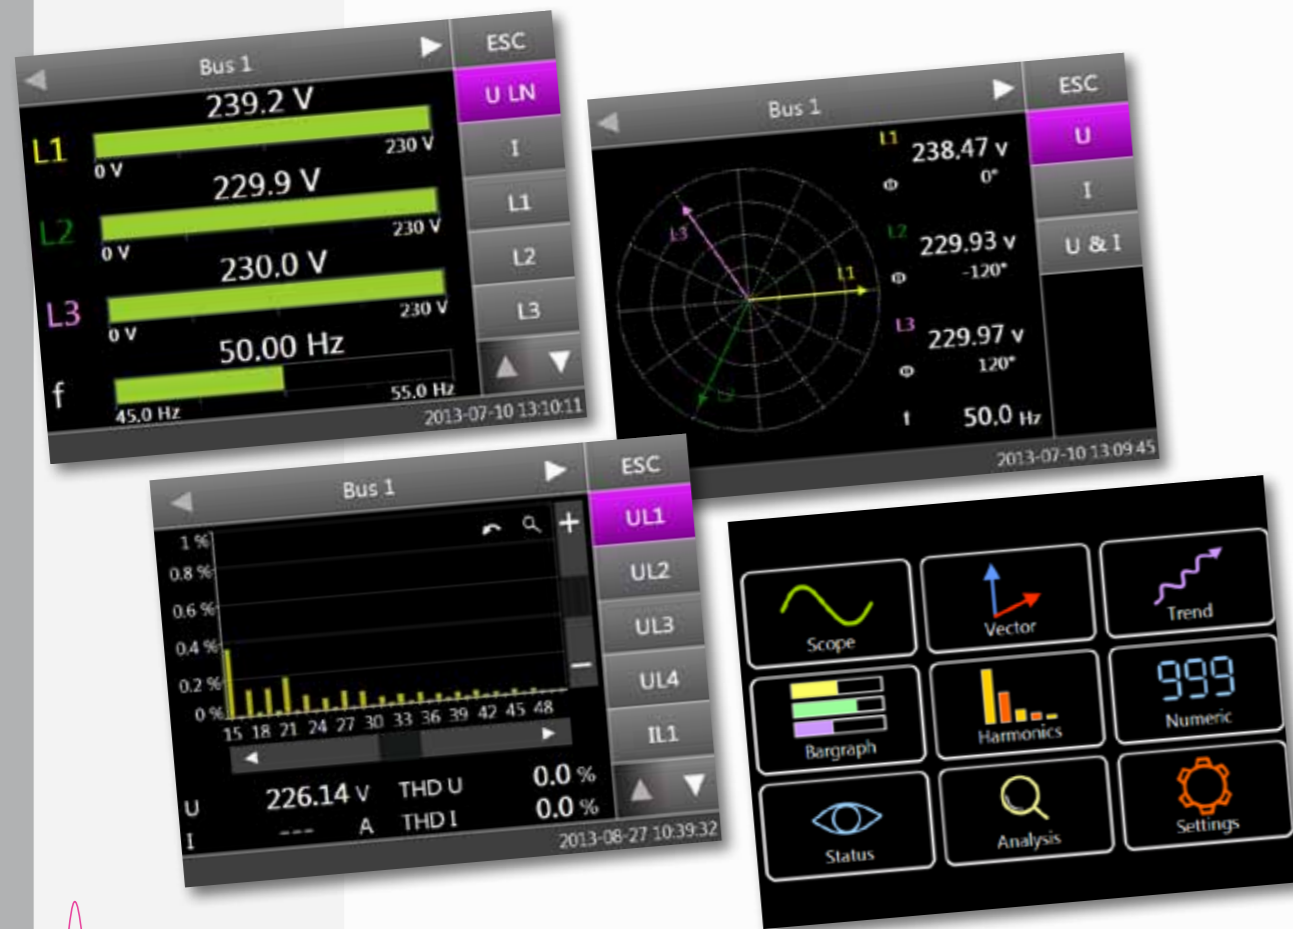 Bus 1
ESC
239.2 V
U LN
L1
0 V
230 V
I
229.9 V
L1
L2
0 V
230 V
L2
230.0 V
L3
0 V
230 V
L3
50.00 Hz
f
45.0 Hz
55.0 Hz
2013-07-10 13:10:11
Bus 1
ESC
L1
238.47 v
U
Φ
0°
I
L3
L2
229.93 v
U & I
L1
Φ
-120°
L3
229.97 v
Φ
120°
L2
f
50.0 Hz
2013-07-10 13:09:45
Bus 1
ESC
1 %
+
UL1
0.8 %
UL2
0.6 %
UL3
0.4 %
−
UL4
0.2 %
0 %
15 18 21 24 27 30 33 36 39 42 45 48
IL1
U
226.14 V
THD U
0.0 %
I
---
A
THD I
0.0 %
2013-08-27 10:39:32
Scope
Vector
Trend
Bargraph
Harmonics
999
Numeric
Status
Analysis
Settings